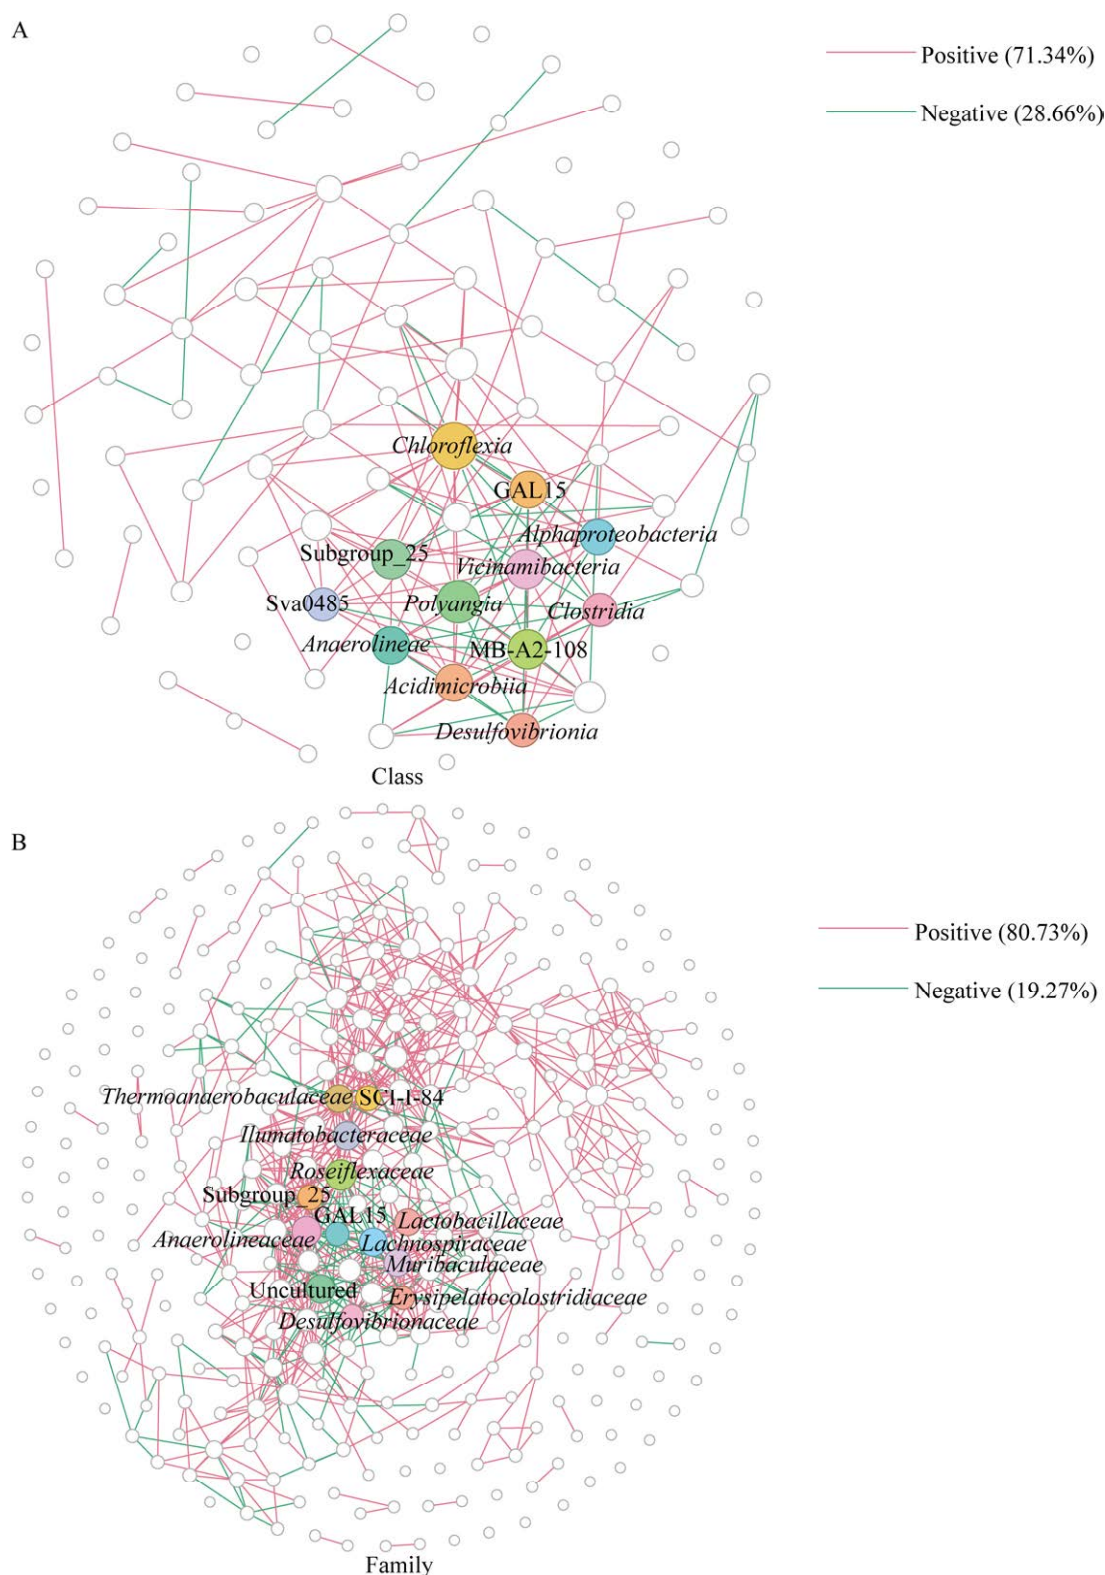 A
Positive (71.34%)
Negative (28.66%)
Chloroflexia
GAL15
Alphaproteobacteria
Subgroup_25
Vicinamibacteria
Sva0485
Polyangia
Clostridia
Anaerolineae
MB-A2-108
Acidimicrobiia
Desulfovibrionia
Class
B
Positive (80.73%)
Negative (19.27%)
Thermoanaerobaculaceae
SCI-I-84
Ilumatobacteraceae
Roseiflexaceae
Subgroup_25
GAL15
Lactobacillaceae
Anaerolineaceae
Lachnospiraceae
Muribaculaceae
Uncultured
Erysipelatoclostridiaceae
Desulfovibrionaceae
Family